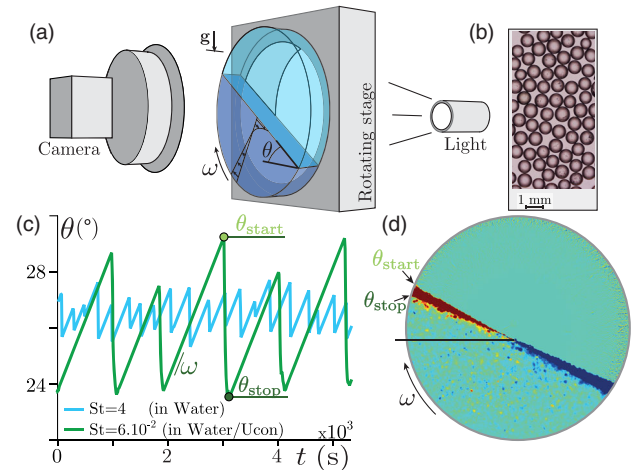 (a)
g
Camera
ω
θ
Rotating stage
Light
(b)
1 mm
(c)
θ(°)
28
24
θstart
θstop
/ω
St=4 (in Water)
St=6.10-2 (in Water/Ucon)
0
2
4
x10³
t (s)
(d)
θstart
θstop
ω